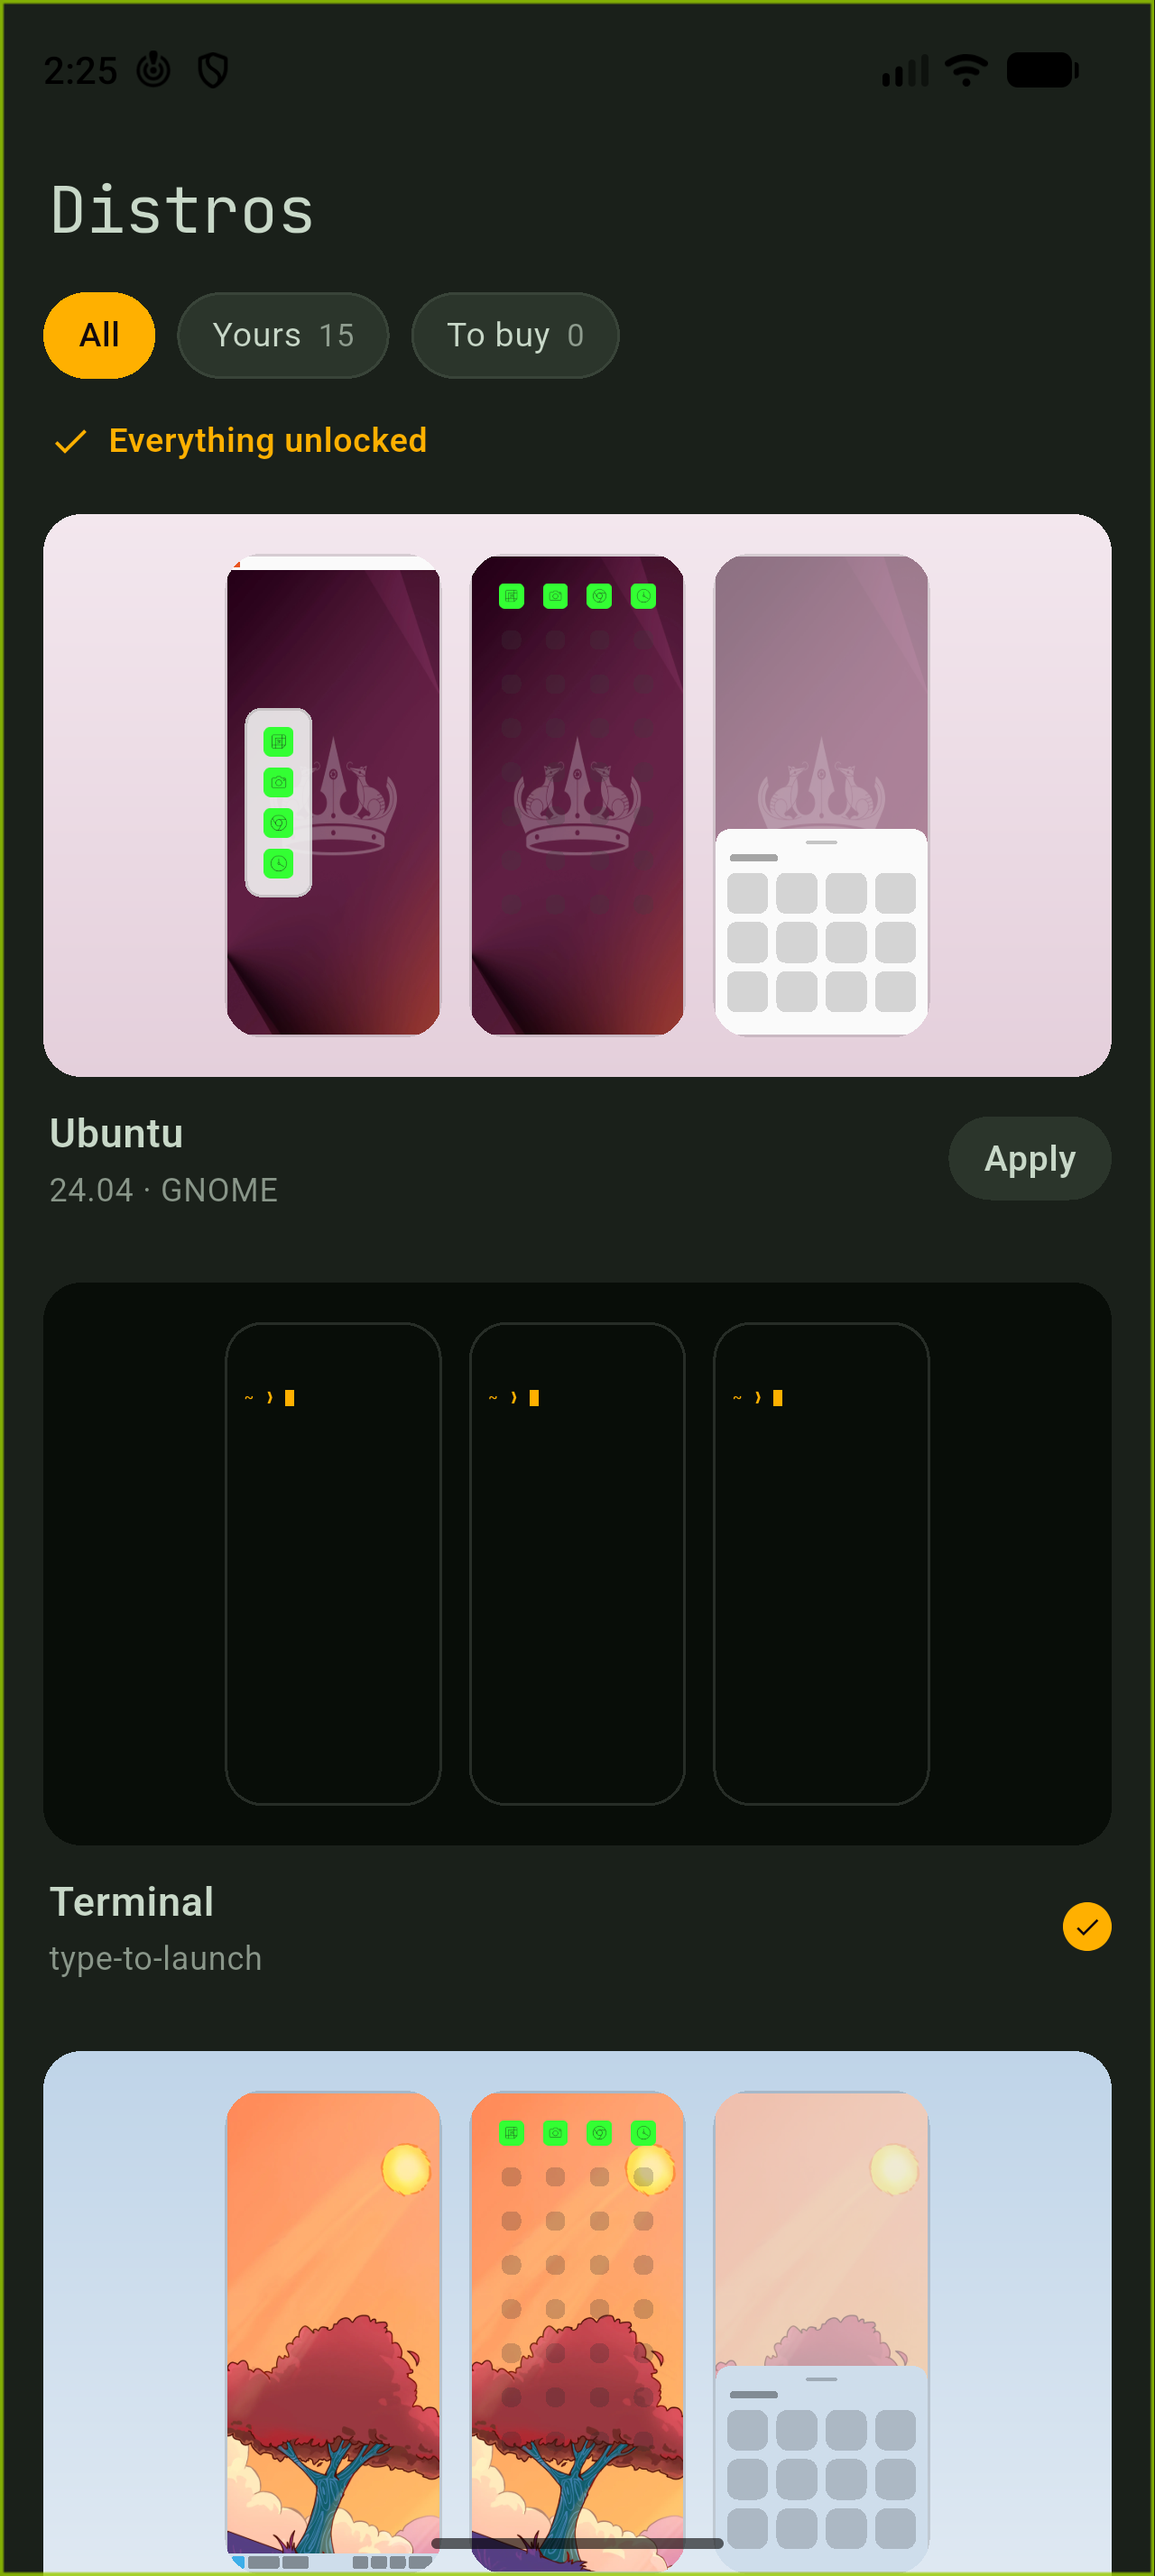 2:25
Distros
All
Yours 15
To buy 0
Everything unlocked
Ubuntu
24.04 · GNOME
Apply
~ ❯
~ ❯
~ ❯
Terminal
type-to-launch